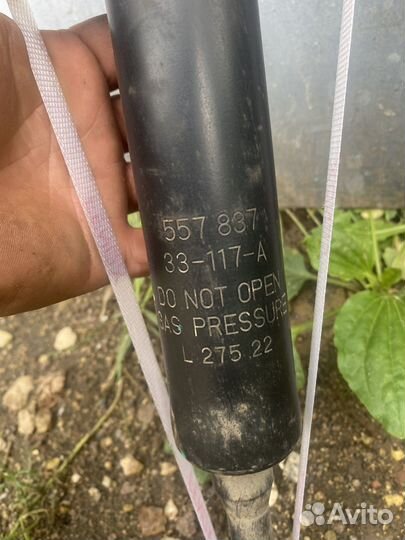 557 837
33-117-A
DO NOT OPEN
GAS PRESSURE
L 275.22
Avito